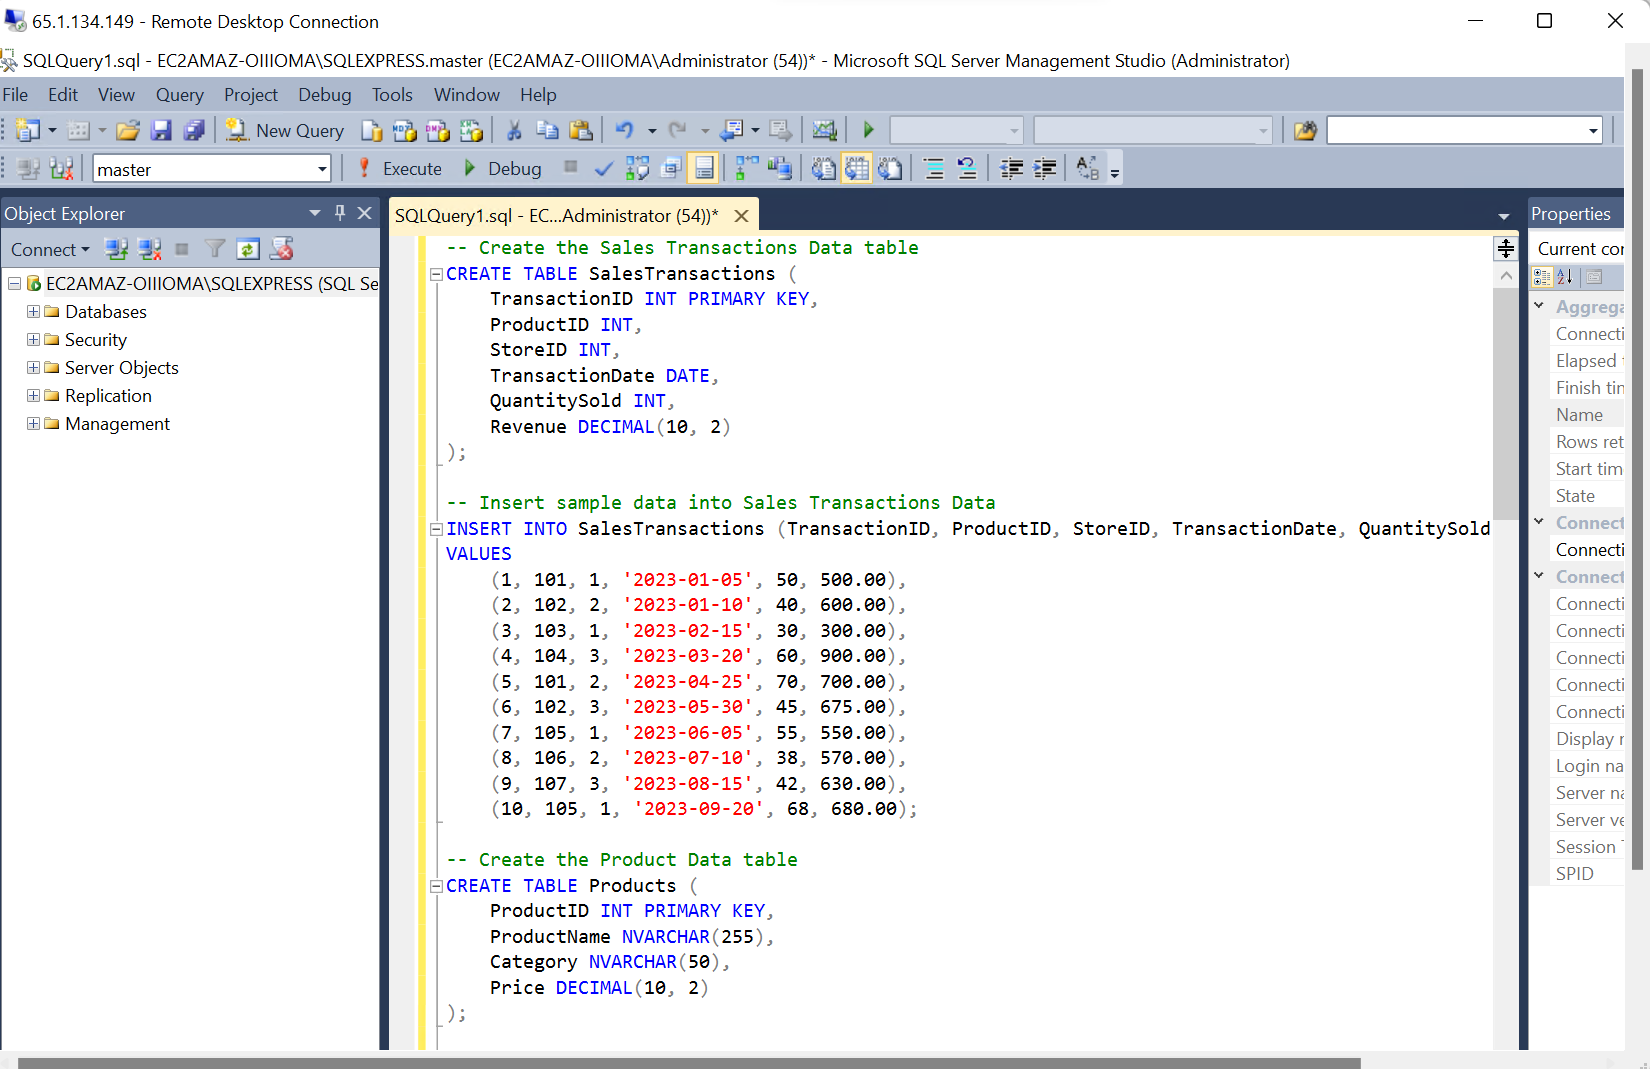 65.1.134.149 - Remote Desktop Connection
SQLQuery1.sql - EC2AMAZ-OIIIOMA\SQLEXPRESS.master (EC2AMAZ-OIIIOMA\Administrator (54))* - Microsoft SQL Server Management Studio (Administrator)
File Edit View Query Project Debug Tools Window Help
New Query
master Execute Debug
Object Explorer
Connect
EC2AMAZ-OIIIOMA\SQLEXPRESS (SQL Se
Databases
Security
Server Objects
Replication
Management
SQLQuery1.sql - EC...Administrator (54))*
-- Create the Sales Transactions Data table
CREATE TABLE SalesTransactions (
TransactionID INT PRIMARY KEY,
ProductID INT,
StoreID INT,
TransactionDate DATE,
QuantitySold INT,
Revenue DECIMAL(10, 2)
);
-- Insert sample data into Sales Transactions Data
INSERT INTO SalesTransactions (TransactionID, ProductID, StoreID, TransactionDate, QuantitySold
VALUES
(1, 101, 1, '2023-01-05', 50, 500.00),
(2, 102, 2, '2023-01-10', 40, 600.00),
(3, 103, 1, '2023-02-15', 30, 300.00),
(4, 104, 3, '2023-03-20', 60, 900.00),
(5, 101, 2, '2023-04-25', 70, 700.00),
(6, 102, 3, '2023-05-30', 45, 675.00),
(7, 105, 1, '2023-06-05', 55, 550.00),
(8, 106, 2, '2023-07-10', 38, 570.00),
(9, 107, 3, '2023-08-15', 42, 630.00),
(10, 105, 1, '2023-09-20', 68, 680.00);
-- Create the Product Data table
CREATE TABLE Products (
ProductID INT PRIMARY KEY,
ProductName NVARCHAR(255),
Category NVARCHAR(50),
Price DECIMAL(10, 2)
);
Properties
Current con
Aggrega
Connecti
Elapsed
Finish tin
Name
Rows ret
Start tim
State
Connect
Connecti
Connect
Connecti
Connecti
Connecti
Connecti
Connecti
Display
Login na
Server na
Server ve
Session
SPID